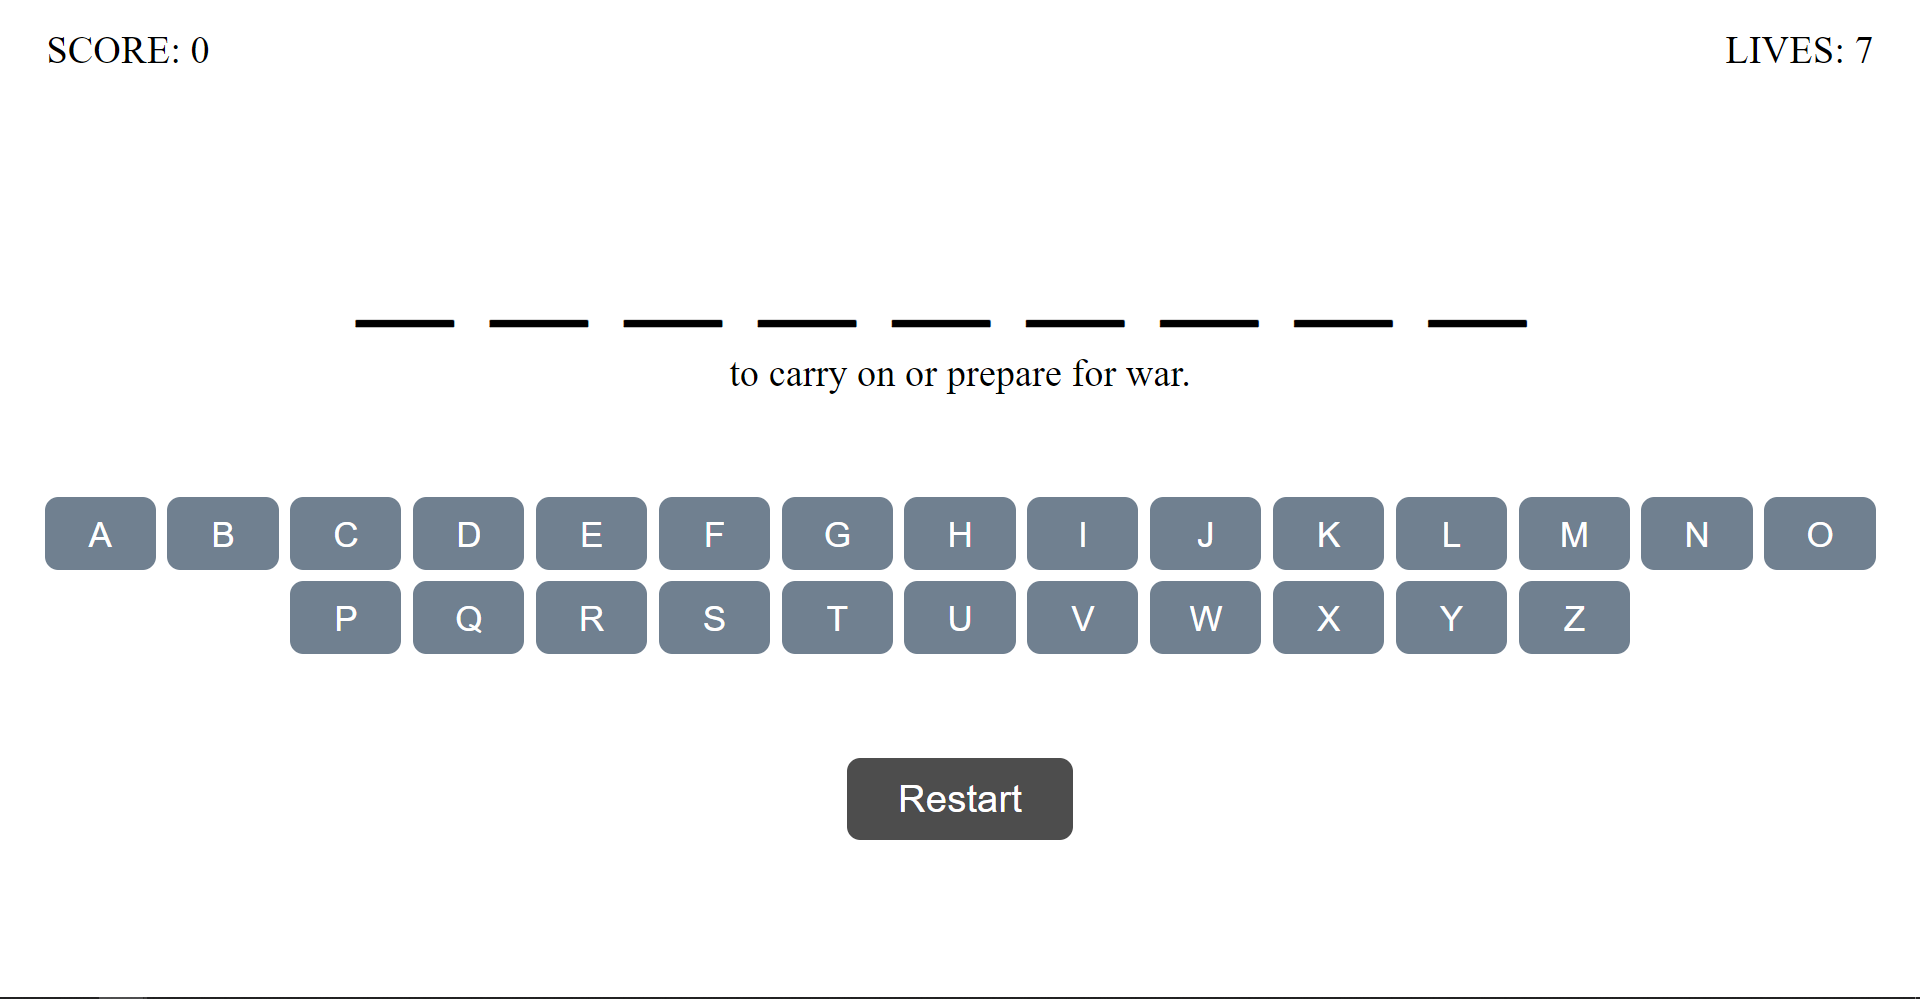 SCORE: 0 LIVES: 7
_ _ _ _ _ _ _ _ _
to carry on or prepare for war.
A B C D E F G H I J K L M N O
P Q R S T U V W X Y Z
Restart